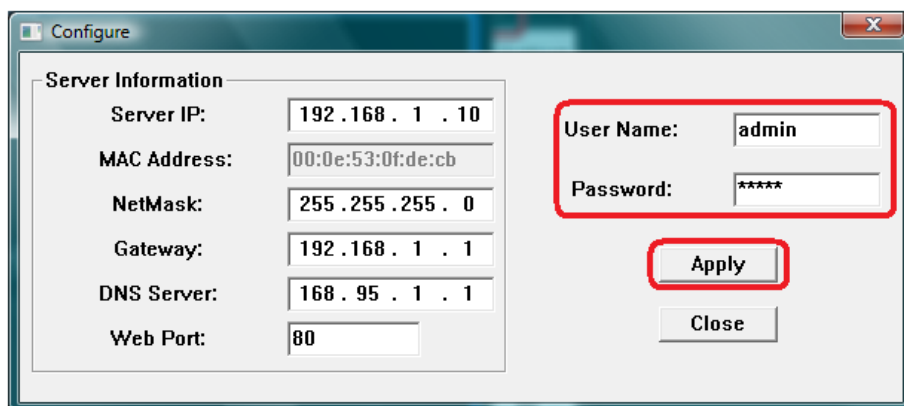 Configure
Server Information
Server IP: 192.168. 1 .10
MAC Address: 00:0e:53:0f:de:cb
NetMask: 255.255.255. 0
Gateway: 192.168. 1 . 1
DNS Server: 168. 95 . 1 . 1
Web Port: 80
User Name: admin
Password: *****
Apply
Close